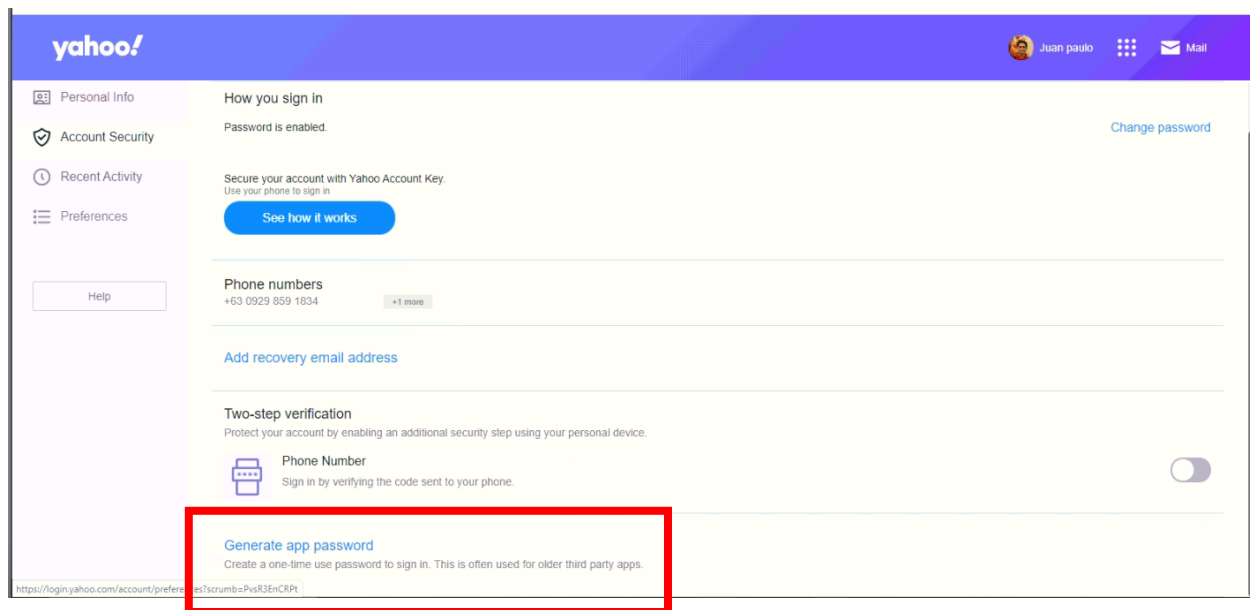 yahoo!
Juan paulo
Mail
Personal Info
Account Security
Recent Activity
Preferences
Help
How you sign in
Password is enabled.
Change password
Secure your account with Yahoo Account Key.
Use your phone to sign in
See how it works
Phone numbers
+63 0929 859 1834
+1 more
Add recovery email address
Two-step verification
Protect your account by enabling an additional security step using your personal device.
Phone Number
Sign in by verifying the code sent to your phone.
Generate app password
Create a one-time use password to sign in. This is often used for older third party apps.
https://login.yahoo.com/account/preferences?scrumb=PvsR3EnCRPt